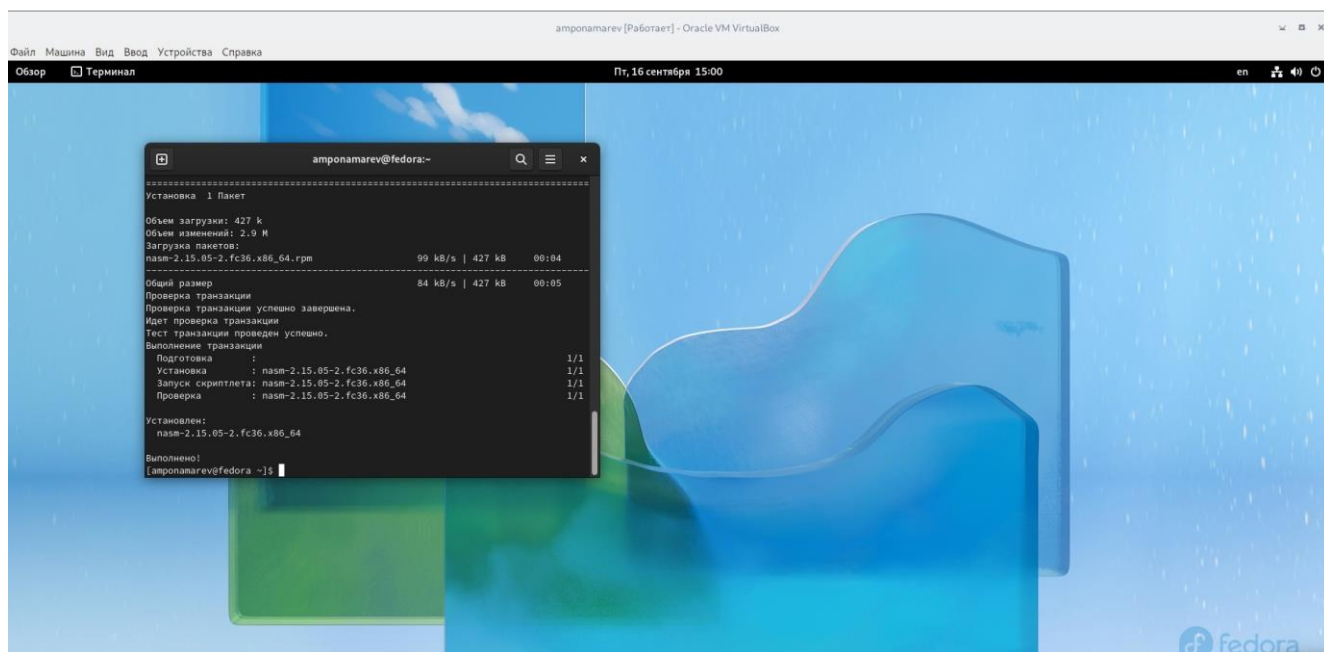 amponamarev [Работает] - Oracle VM VirtualBox
Файл Машина Вид Ввод Устройства Справка
Обзор Терминал Пт, 16 сентября 15:00 en
amponamarev@fedora:~
================================================================================
Установка 1 Пакет
Объем загрузки: 427 k
Объем изменений: 2.9 M
Загрузка пакетов:
nasm-2.15.05-2.fc36.x86_64.rpm 99 kB/s | 427 kB 00:04
--------------------------------------------------------------------------------
Общий размер 84 kB/s | 427 kB 00:05
Проверка транзакции
Проверка транзакции успешно завершена.
Идет проверка транзакции
Тест транзакции проведен успешно.
Выполнение транзакции
Подготовка : 1/1
Установка : nasm-2.15.05-2.fc36.x86_64 1/1
Запуск скриптлета: nasm-2.15.05-2.fc36.x86_64 1/1
Проверка : nasm-2.15.05-2.fc36.x86_64 1/1
Установлен:
nasm-2.15.05-2.fc36.x86_64
Выполнено!
[amponamarev@fedora ~]$
fedora